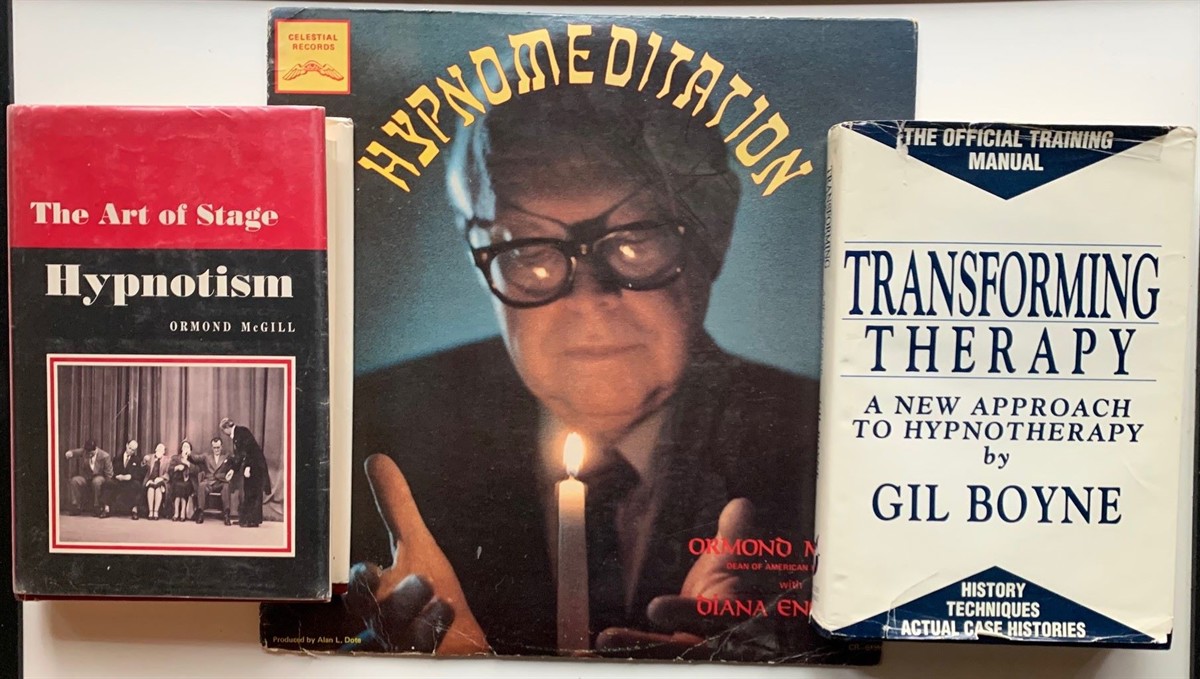 The Art of Stage
Hypnotism
ORMOND McGILL
CELESTIAL
RECORDS
HYPNOMEDITATION
ORMOND M
DEAN OF AMERICAN
with
DIANA EN
Produced by Alan L. Dote
TRANSFORMING
THE OFFICIAL TRAINING
MANUAL
TRANSFORMING
THERAPY
A NEW APPROACH
TO HYPNOTHERAPY
by
GIL BOYNE
HISTORY
TECHNIQUES
ACTUAL CASE HISTORIES